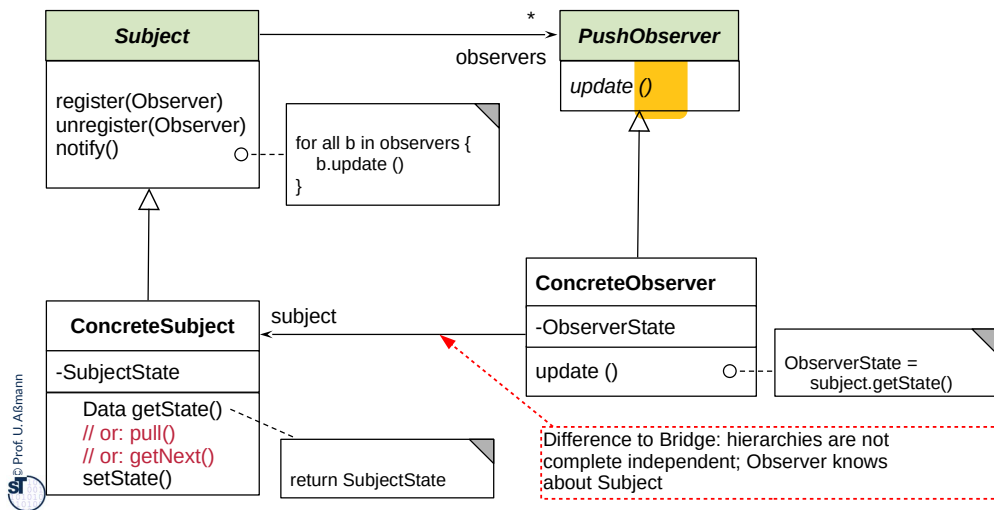 Subject
*
observers
PushObserver
update ()
register(Observer)
unregister(Observer)
notify()
for all b in observers {
b.update ()
}
ConcreteSubject
-SubjectState
Data getState()
// or: pull()
// or: getNext()
setState()
return SubjectState
subject
ConcreteObserver
-ObserverState
update ()
ObserverState =
subject.getState()
Difference to Bridge: hierarchies are not
complete independent; Observer knows
about Subject
© Prof. U. Aßmann
ST